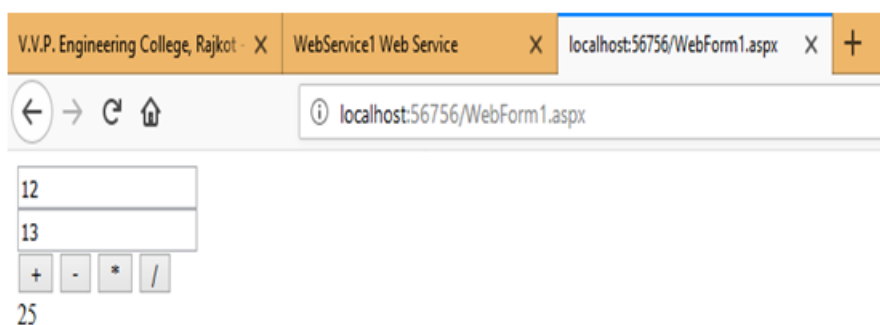 V.V.P. Engineering College, Rajkot -
WebService1 Web Service
localhost:56756/WebForm1.aspx
localhost:56756/WebForm1.aspx
12
13
+ - * /
25